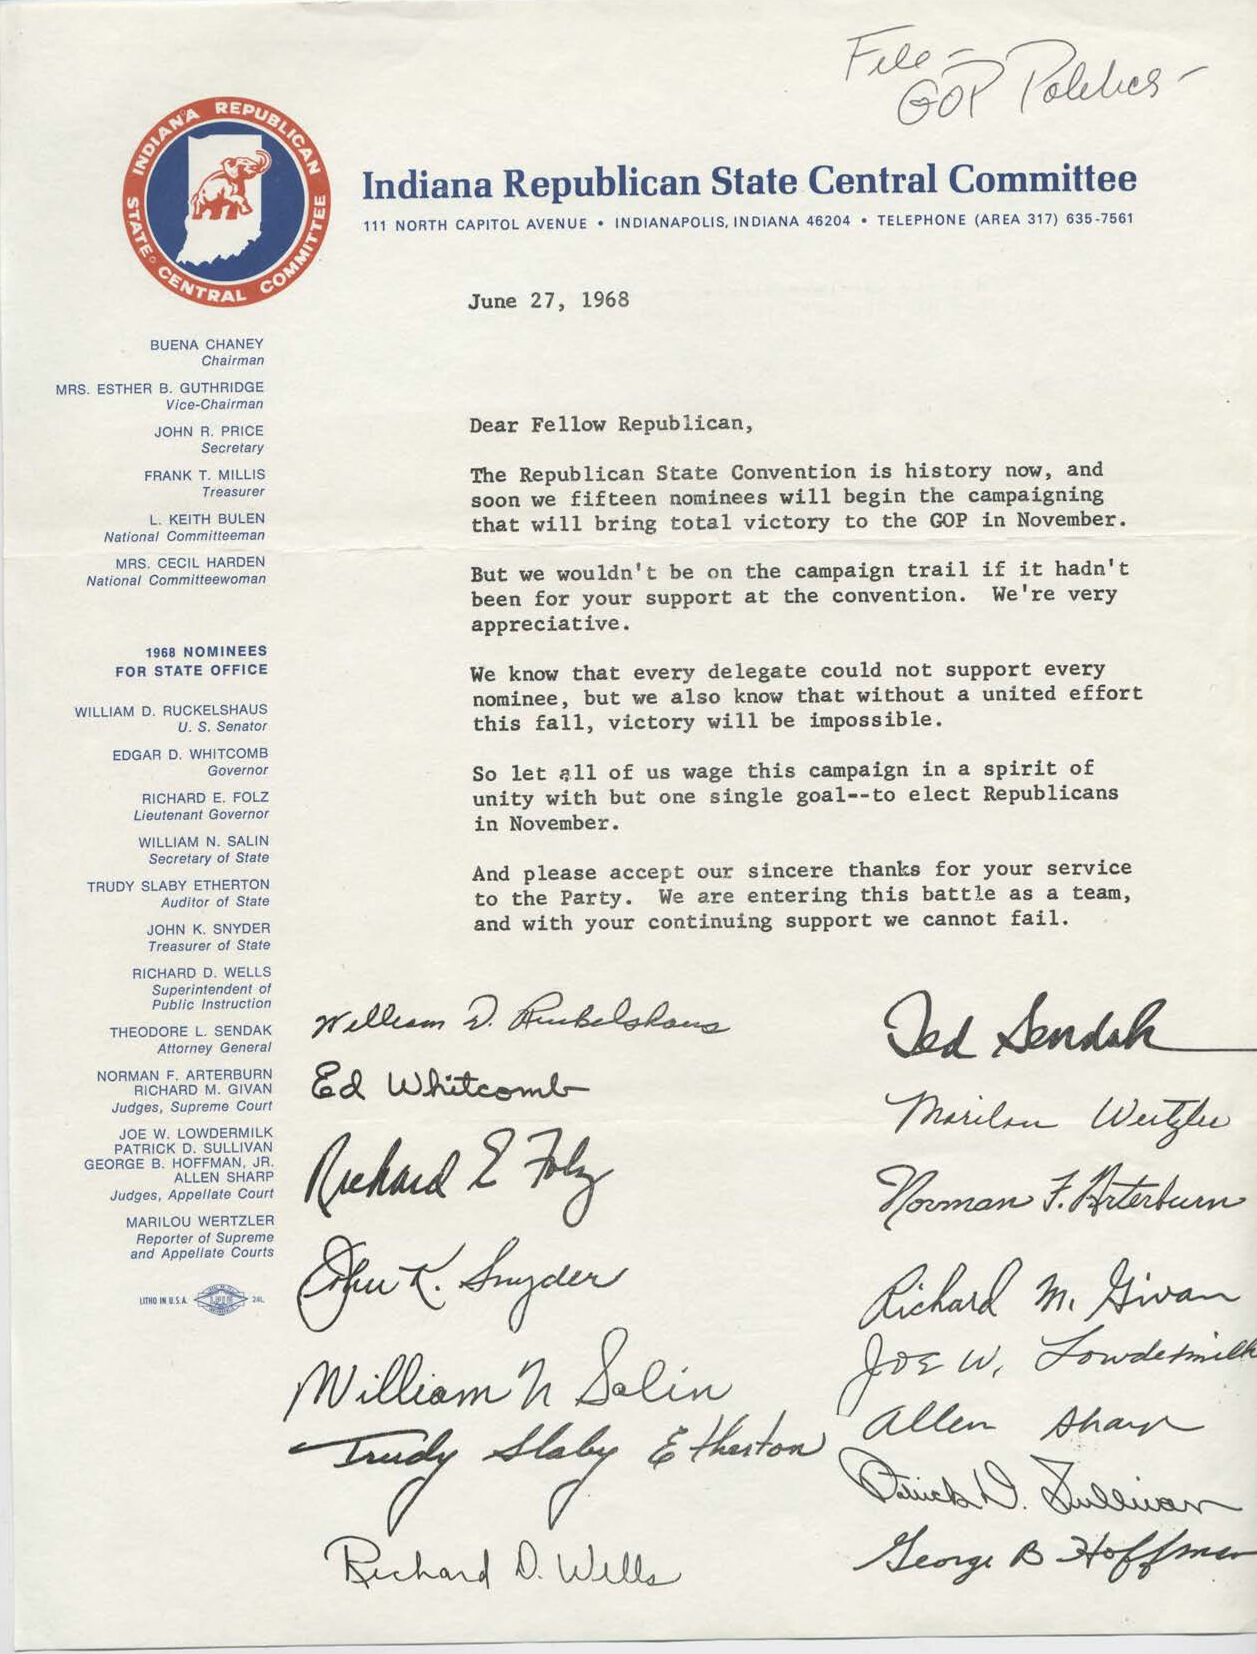 File -
GOP Politics -
INDIANA REPUBLICAN STATE CENTRAL COMMITTEE
Indiana Republican State Central Committee
111 NORTH CAPITOL AVENUE • INDIANAPOLIS, INDIANA 46204 • TELEPHONE (AREA 317) 635-7561
June 27, 1968
BUENA CHANEY
Chairman
MRS. ESTHER B. GUTHRIDGE
Vice-Chairman
JOHN R. PRICE
Secretary
FRANK T. MILLIS
Treasurer
L. KEITH BULEN
National Committeeman
MRS. CECIL HARDEN
National Committeewoman
1968 NOMINEES
FOR STATE OFFICE
WILLIAM D. RUCKELSHAUS
U. S. Senator
EDGAR D. WHITCOMB
Governor
RICHARD E. FOLZ
Lieutenant Governor
WILLIAM N. SALIN
Secretary of State
TRUDY SLABY ETHERTON
Auditor of State
JOHN K. SNYDER
Treasurer of State
RICHARD D. WELLS
Superintendent of
Public Instruction
THEODORE L. SENDAK
Attorney General
NORMAN F. ARTERBURN
RICHARD M. GIVAN
Judges, Supreme Court
JOE W. LOWDERMILK
PATRICK D. SULLIVAN
GEORGE B. HOFFMAN, JR.
ALLEN SHARP
Judges, Appellate Court
MARILOU WERTZLER
Reporter of Supreme
and Appellate Courts
LITHO IN U.S.A.
Dear Fellow Republican,
The Republican State Convention is history now, and
soon we fifteen nominees will begin the campaigning
that will bring total victory to the GOP in November.
But we wouldn't be on the campaign trail if it hadn't
been for your support at the convention. We're very
appreciative.
We know that every delegate could not support every
nominee, but we also know that without a united effort
this fall, victory will be impossible.
So let all of us wage this campaign in a spirit of
unity with but one single goal--to elect Republicans
in November.
And please accept our sincere thanks for your service
to the Party. We are entering this battle as a team,
and with your continuing support we cannot fail.
William D. Ruckelshaus
Ed Whitcomb
Richard E Folz
John K. Snyder
William N Salin
Trudy Slaby Etherton
Richard D. Wells
Ted Sendak
Marilou Wertzler
Norman F. Arterburn
Richard M. Givan
Joe W. Lowdermilk
Allen Sharp
Patrick D. Sullivan
George B Hoffman